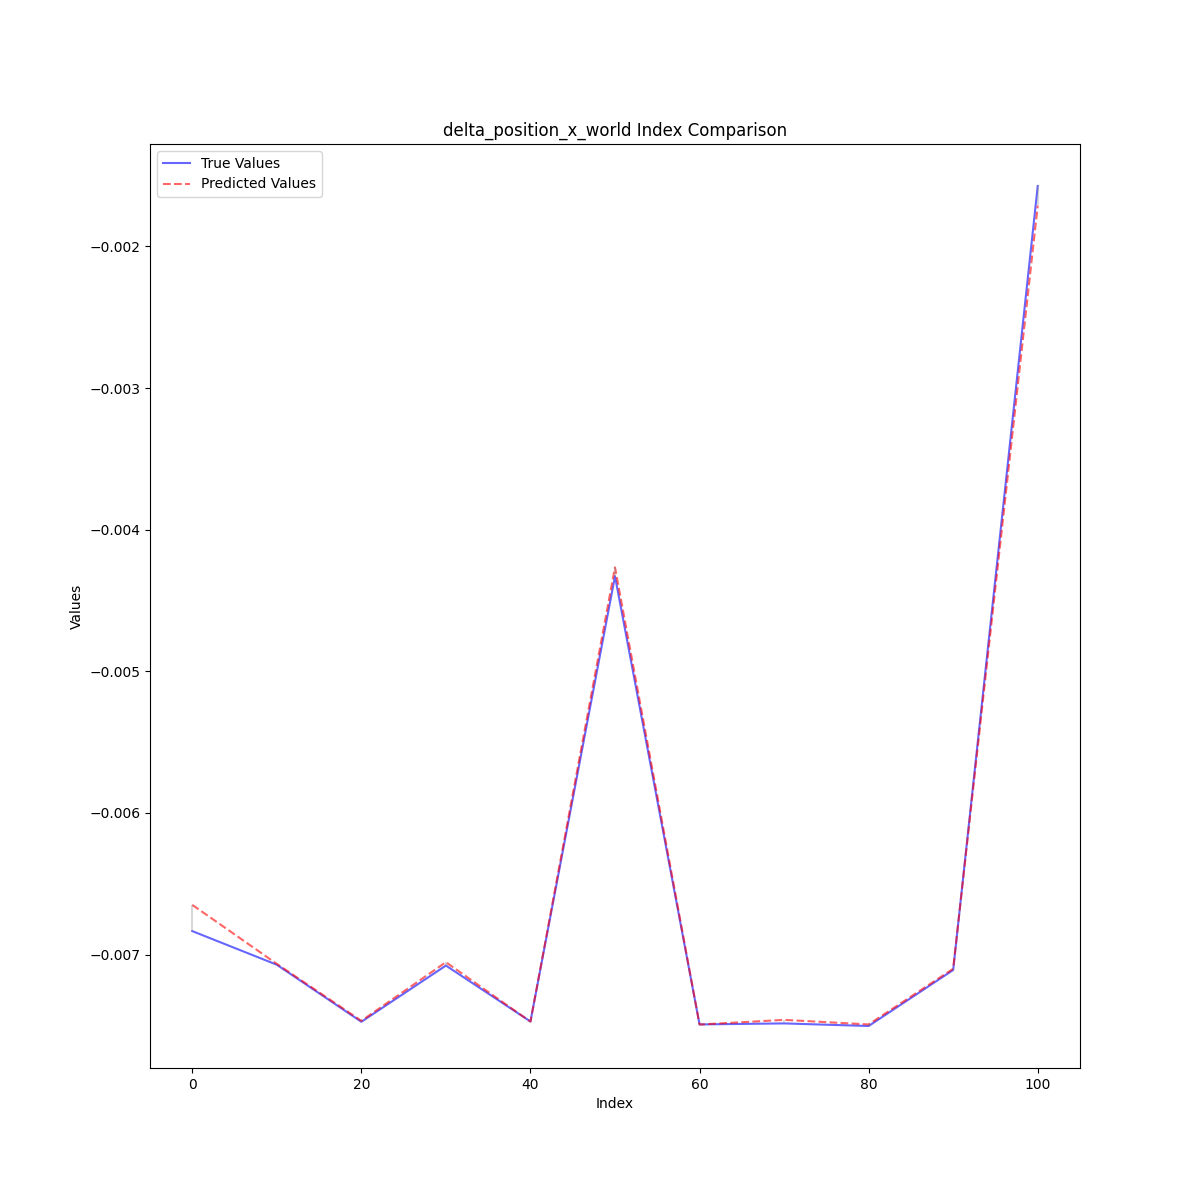 delta_position_x_world Index Comparison
True Values
Predicted Values
−0.002
−0.003
−0.004
−0.005
−0.006
−0.007
Values
0 20 40 60 80 100
Index